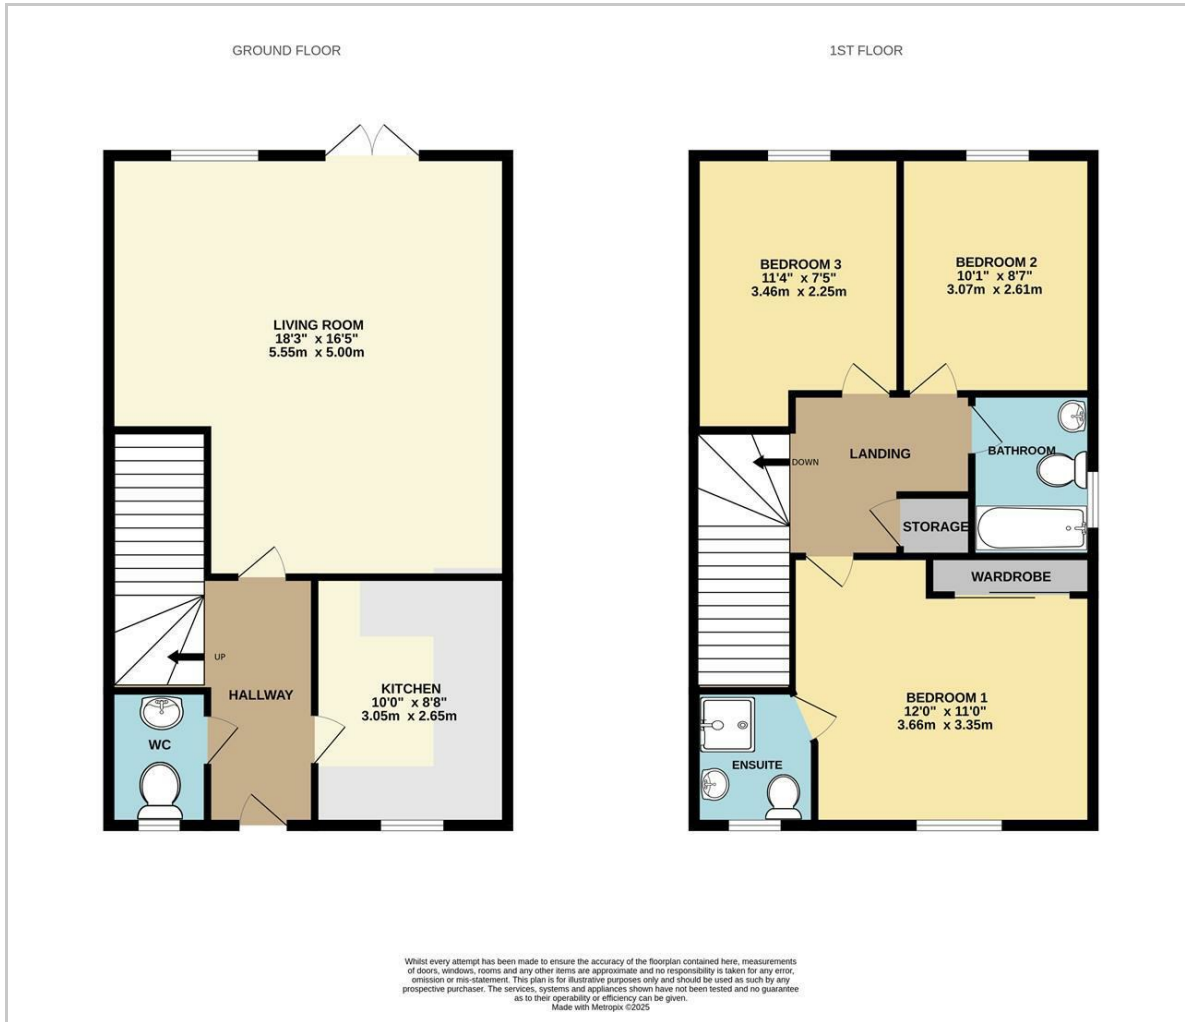 GROUND FLOOR
1ST FLOOR
LIVING ROOM
18'3" x 16'5"
5.55m x 5.00m
UP
HALLWAY
WC
KITCHEN
10'0" x 8'8"
3.05m x 2.65m
BEDROOM 3
11'4" x 7'5"
3.46m x 2.25m
BEDROOM 2
10'1" x 8'7"
3.07m x 2.61m
LANDING
DOWN
BATHROOM
STORAGE
WARDROBE
BEDROOM 1
12'0" x 11'0"
3.66m x 3.35m
ENSUITE
Whilst every attempt has been made to ensure the accuracy of the floorplan contained here, measurements
of doors, windows, rooms and any other items are approximate and no responsibility is taken for any error,
omission or mis-statement. This plan is for illustrative purposes only and should be used as such by any
prospective purchaser. The services, systems and appliances shown have not been tested and no guarantee
as to their operability or efficiency can be given.
Made with Metropix ©2025